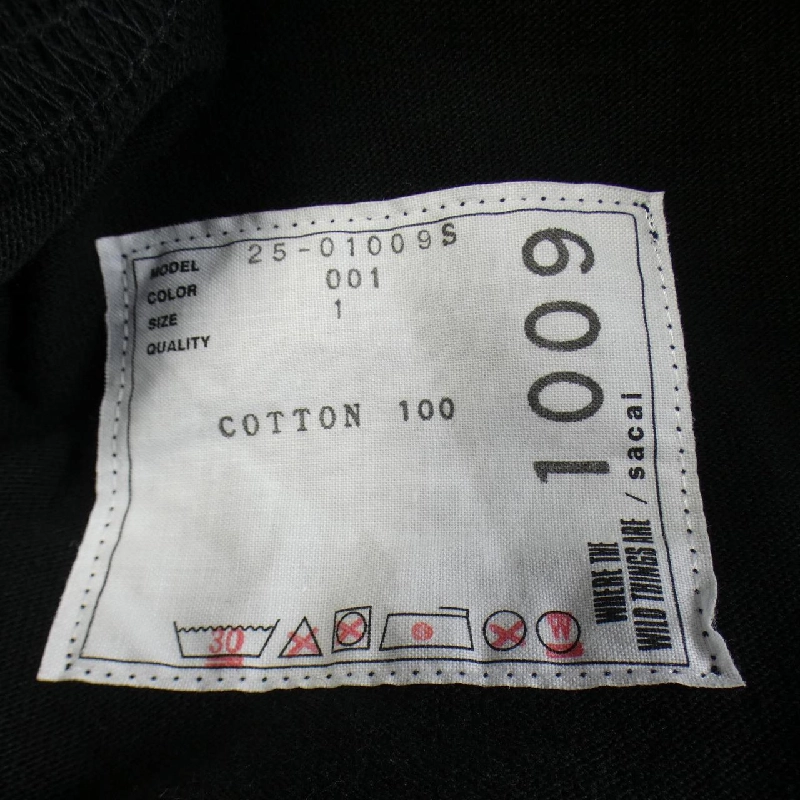 MODEL 25-01009S
COLOR 001
SIZE 1
QUALITY
COTTON 100
1009
WHERE THE
WILD THINGS ARE / sacai
30
W